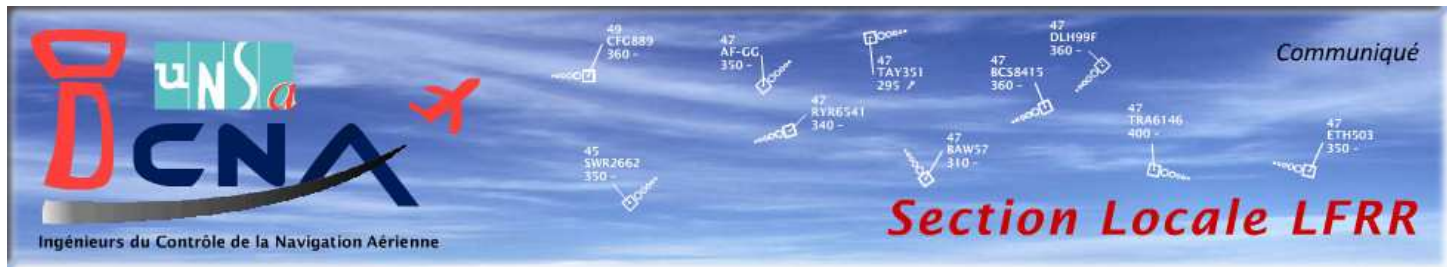 UNSa
ICNA
Ingénieurs du Contrôle de la Navigation Aérienne
49
CFG889
360 -
47
AF-GG
350 -
47
TAY351
295 ↗
47
RYR6541
340 -
45
SWR2662
350 -
47
BAW57
310 -
47
BCS8415
360 -
47
DLH99F
360 -
47
TRA6146
400 -
47
ETH503
350 -
Communiqué
Section Locale LFRR